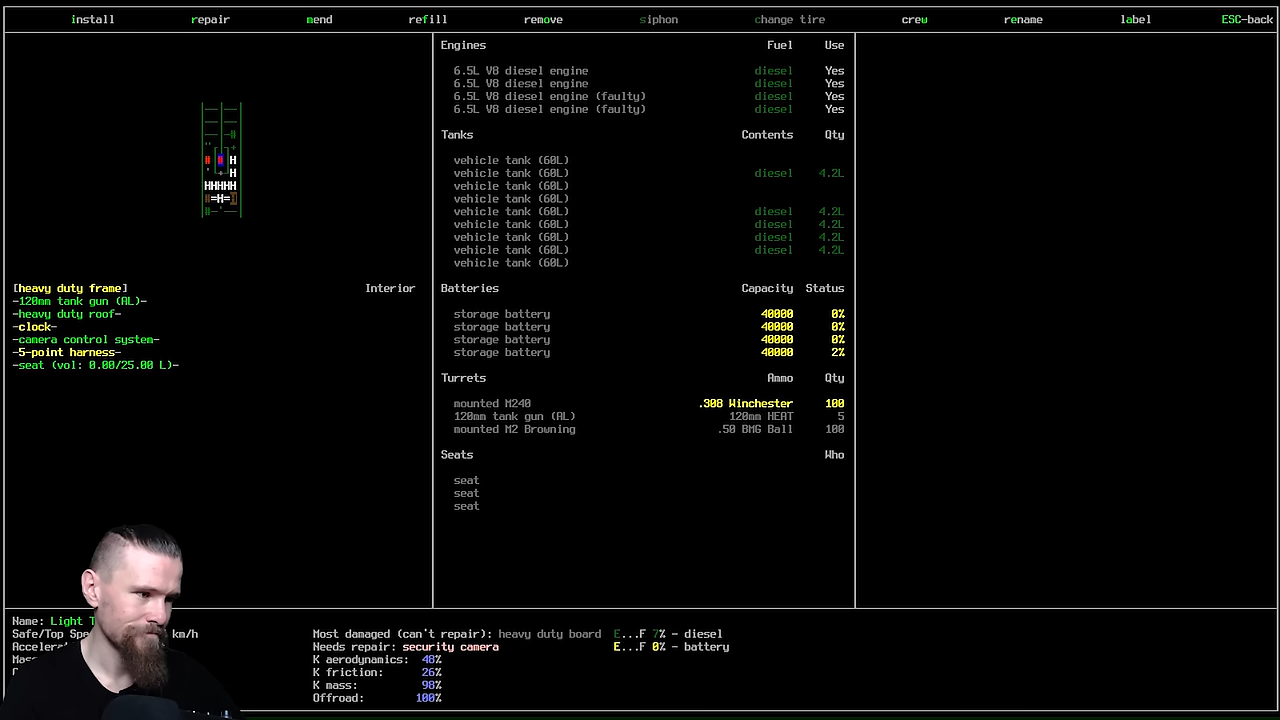 install repair mend refill remove siphon change tire crew rename label ESC-back
Engines Fuel Use
6.5L V8 diesel engine diesel Yes
6.5L V8 diesel engine diesel Yes
6.5L V8 diesel engine (faulty) diesel Yes
6.5L V8 diesel engine (faulty) diesel Yes
Tanks Contents Qty
vehicle tank (60L)
vehicle tank (60L) diesel 4.2L
vehicle tank (60L)
vehicle tank (60L)
vehicle tank (60L) diesel 4.2L
vehicle tank (60L) diesel 4.2L
vehicle tank (60L) diesel 4.2L
vehicle tank (60L) diesel 4.2L
vehicle tank (60L)
[heavy duty frame] Interior
-120mm tank gun (AL)-
-heavy duty roof-
-clock-
-camera control system-
-5-point harness-
-seat (vol: 0.00/25.00 L)-
Batteries Capacity Status
storage battery 40000 0%
storage battery 40000 0%
storage battery 40000 0%
storage battery 40000 2%
Turrets Ammo Qty
mounted M240 .308 Winchester 100
120mm tank gun (AL) 120mm HEAT 5
mounted M2 Browning .50 BMG Ball 100
Seats Who
seat
seat
seat
Name: Light
Safe/Top km/h
Most damaged (can't repair): heavy duty board E...F 7% - diesel
Needs repair: security camera E...F 0% - battery
K aerodynamics: 48%
K friction: 26%
K mass: 98%
Offroad: 100%